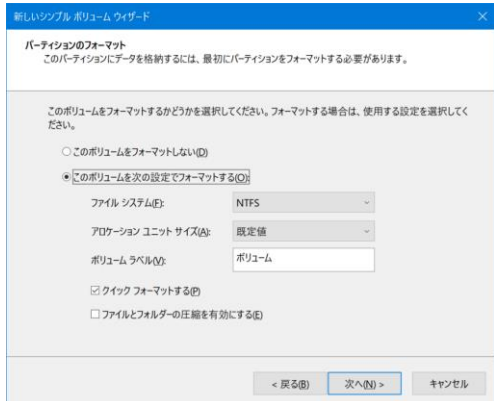 新しいシンプル ボリューム ウィザード
パーティションのフォーマット
このパーティションにデータを格納するには、最初にパーティションをフォーマットする必要があります。
このボリュームをフォーマットするかどうかを選択してください。フォーマットする場合は、使用する設定を選択してく
ださい。
このボリュームをフォーマットしない(D)
このボリュームを次の設定でフォーマットする(O):
ファイル システム(F): NTFS
アロケーション ユニット サイズ(A): 既定値
ボリューム ラベル(V): ボリューム
クイック フォーマットする(P)
ファイルとフォルダーの圧縮を有効にする(E)
< 戻る(B) 次へ(N) > キャンセル